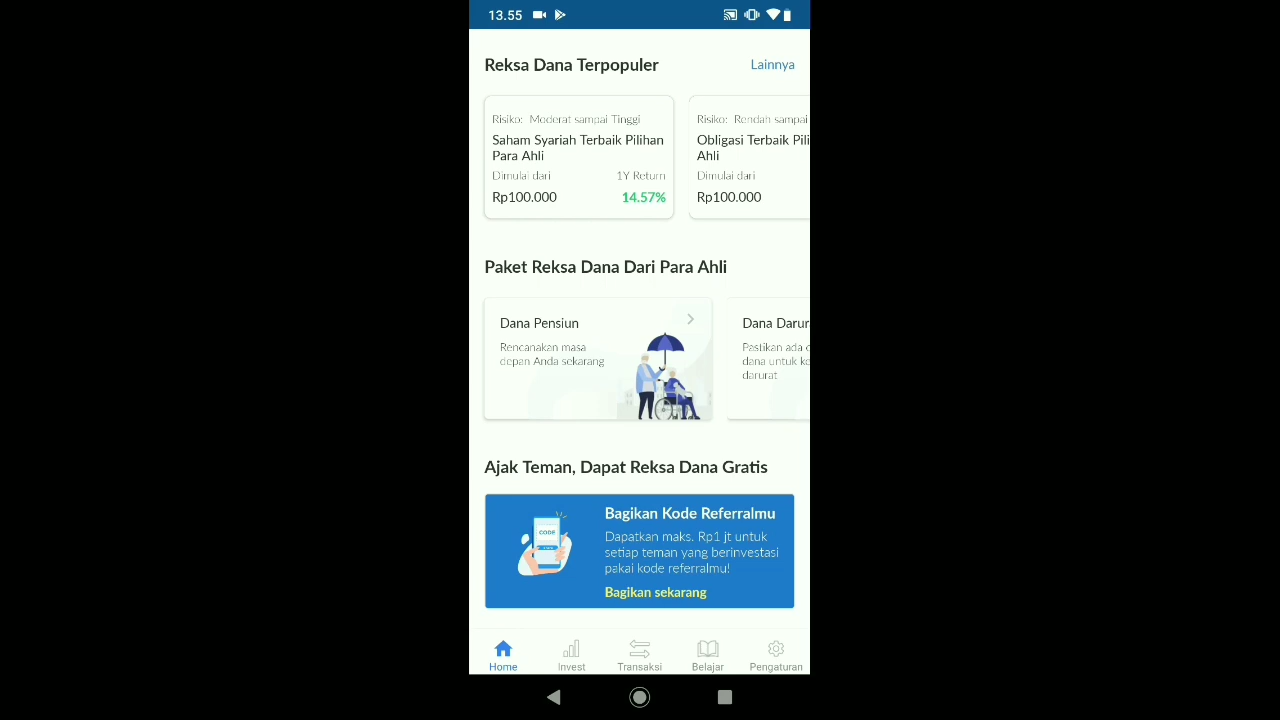 13.55
Reksa Dana Terpopuler
Lainnya
Risiko: Moderat sampai Tinggi
Saham Syariah Terbaik Pilihan
Para Ahli
Dimulai dari
1Y Return
Rp100.000
14.57%
Risiko: Rendah sampai
Obligasi Terbaik Pili
Ahli
Dimulai dari
Rp100.000
Paket Reksa Dana Dari Para Ahli
Dana Pensiun
Rencanakan masa
depan Anda sekarang
Dana Darur
Pastikan ada
dana untuk
darurat
Ajak Teman, Dapat Reksa Dana Gratis
CODE
Bagikan Kode Referralmu
Dapatkan maks. Rp1 jt untuk
setiap teman yang berinvestasi
pakai kode referralmu!
Bagikan sekarang
Home
Invest
Transaksi
Belajar
Pengaturan